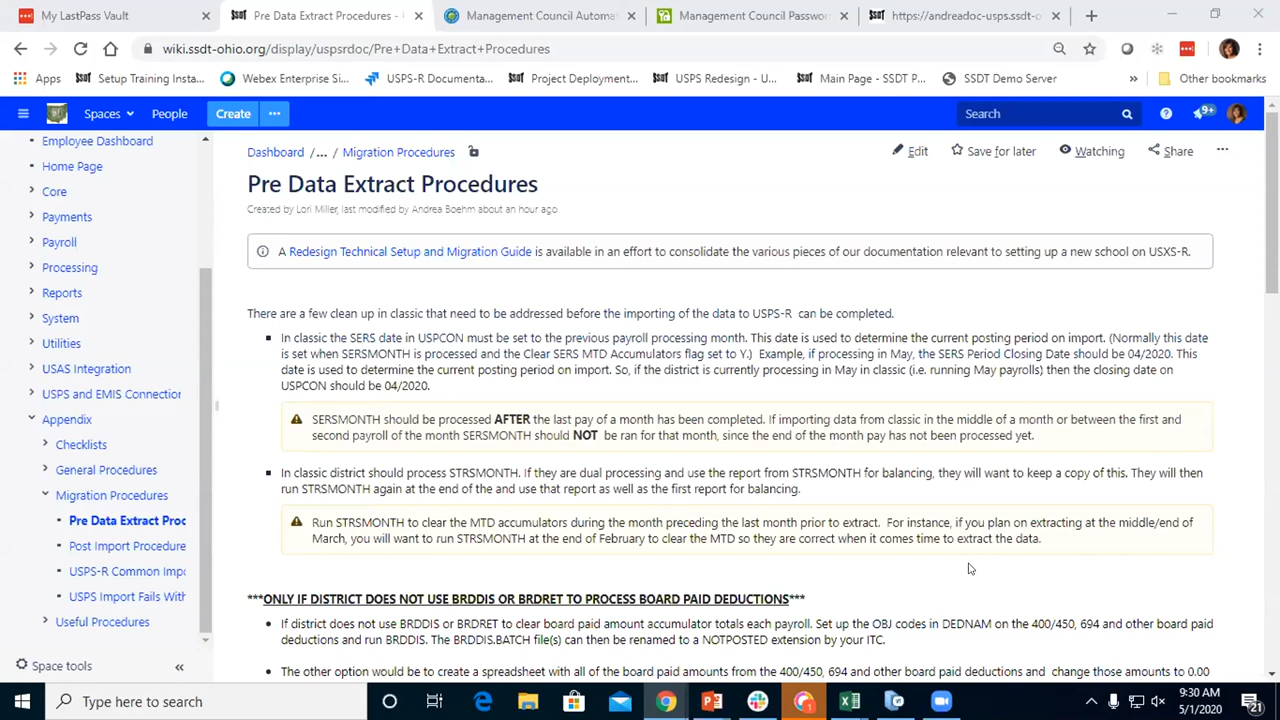 My LastPass Vault
SSDT Pre Data Extract Procedures -
Management Council Automa
Management Council Passwor
SSDT https://andreadoc-usps.ssdt-o
wiki.ssdt-ohio.org/display/uspsrdoc/Pre+Data+Extract+Procedures
Apps
SSDT Setup Training Insta...
Webex Enterprise Si...
USPS-R Documenta...
SSDT Project Deployment...
SSDT USPS Redesign - U...
SSDT Main Page - SSDT P...
SSDT Demo Server
»
Other bookmarks
Spaces
People
Create
Search
9+
Employee Dashboard
Home Page
Core
Payments
Payroll
Processing
Reports
System
Utilities
USAS Integration
USPS and EMIS Connection
Appendix
Checklists
General Procedures
Migration Procedures
Pre Data Extract Proc
Post Import Procedure
USPS-R Common Impo
USPS Import Fails With
Useful Procedures
Space tools
«
Dashboard /... / Migration Procedures
Edit
Save for later
Watching
Share
...
Pre Data Extract Procedures
Created by Lori Miller, last modified by Andrea Boehm about an hour ago
A Redesign Technical Setup and Migration Guide is available in an effort to consolidate the various pieces of our documentation relevant to setting up a new school on USXS-R.
There are a few clean up in classic that need to be addressed before the importing of the data to USPS-R can be completed.
In classic the SERS date in USPCON must be set to the previous payroll processing month. This date is used to determine the current posting period on import. (Normally this date
is set when SERSMONTH is processed and the Clear SERS MTD Accumulators flag set to Y.) Example, if processing in May, the SERS Period Closing Date should be 04/2020. This
date is used to determine the current posting period on import. So, if the district is currently processing in May in classic (i.e. running May payrolls) then the closing date on
USPCON should be 04/2020.
SERSMONTH should be processed AFTER the last pay of a month has been completed. If importing data from classic in the middle of a month or between the first and
second payroll of the month SERSMONTH should NOT be ran for that month, since the end of the month pay has not been processed yet.
In classic district should process STRSMONTH. If they are dual processing and use the report from STRSMONTH for balancing, they will want to keep a copy of this. They will then
run STRSMONTH again at the end of the and use that report as well as the first report for balancing.
Run STRSMONTH to clear the MTD accumulators during the month preceding the last month prior to extract. For instance, if you plan on extracting at the middle/end of
March, you will want to run STRSMONTH at the end of February to clear the MTD so they are correct when it comes time to extract the data.
***ONLY IF DISTRICT DOES NOT USE BRDDIS OR BRDRET TO PROCESS BOARD PAID DEDUCTIONS***
If district does not use BRDDIS or BRDRET to clear board paid amount accumulator totals each payroll. Set up the OBJ codes in DEDNAM on the 400/450, 694 and other board paid
deductions and run BRDDIS. The BRDDIS.BATCH file(s) can then be renamed to a NOTPOSTED extension by your ITC.
The other option would be to create a spreadsheet with all of the board paid amounts from the 400/450, 694 and other board paid deductions and change those amounts to 0.00
Type here to search
9:30 AM
5/1/2020
21